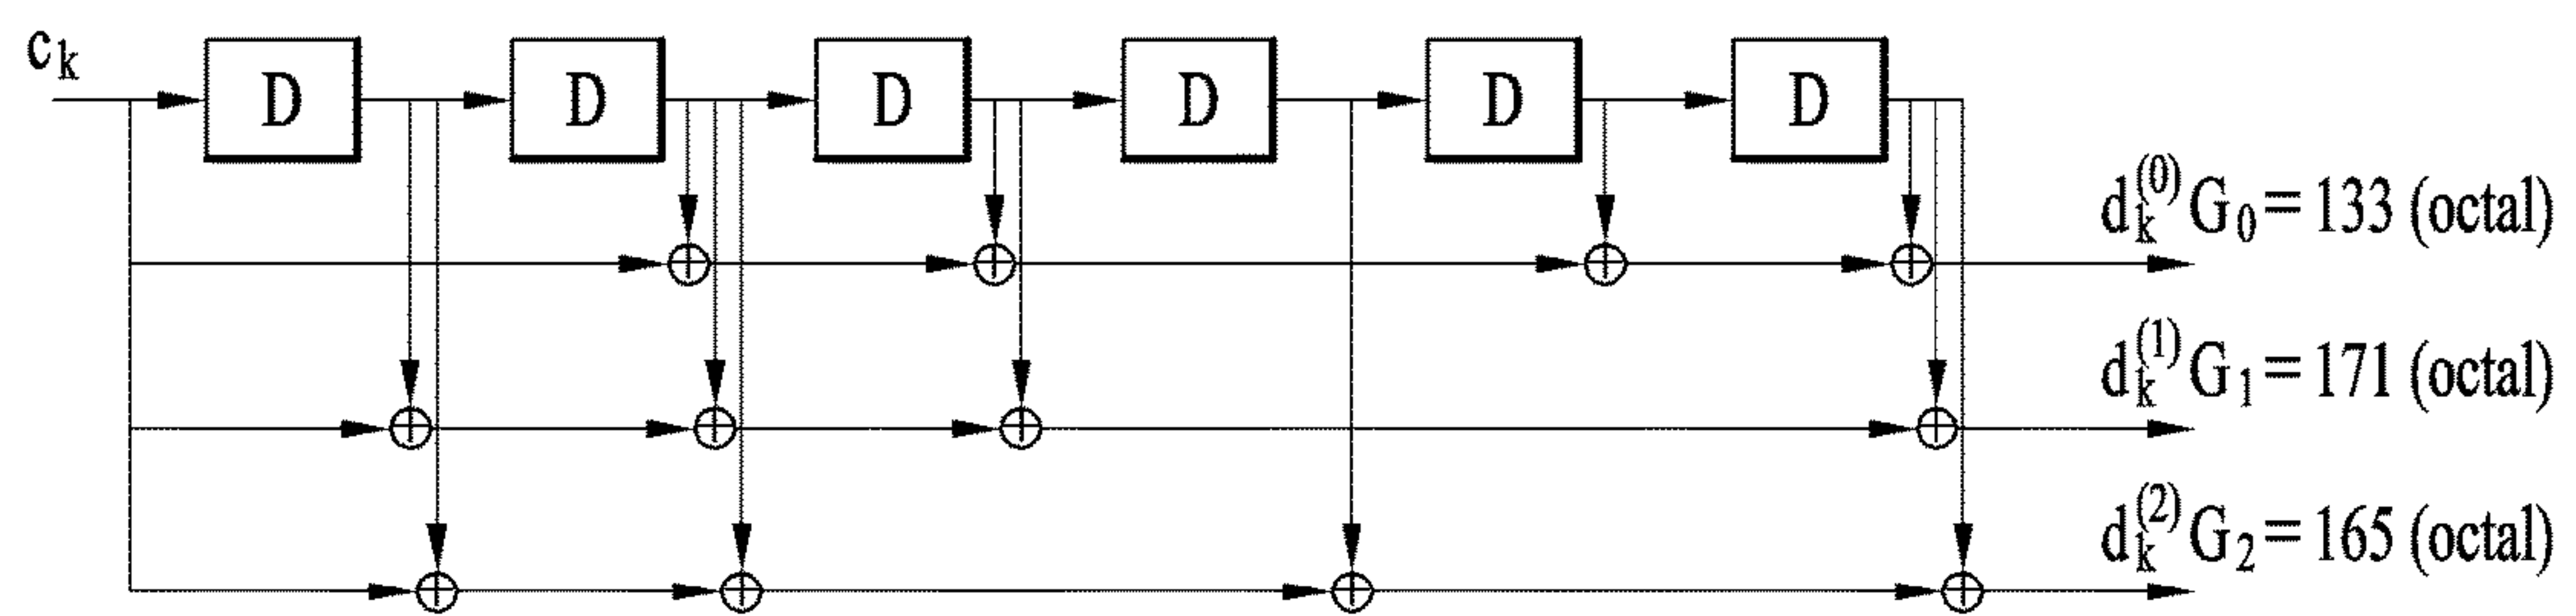 c_k
D D D D D D
d_k^(0) G_0 = 133 (octal)
d_k^(1) G_1 = 171 (octal)
d_k^(2) G_2 = 165 (octal)